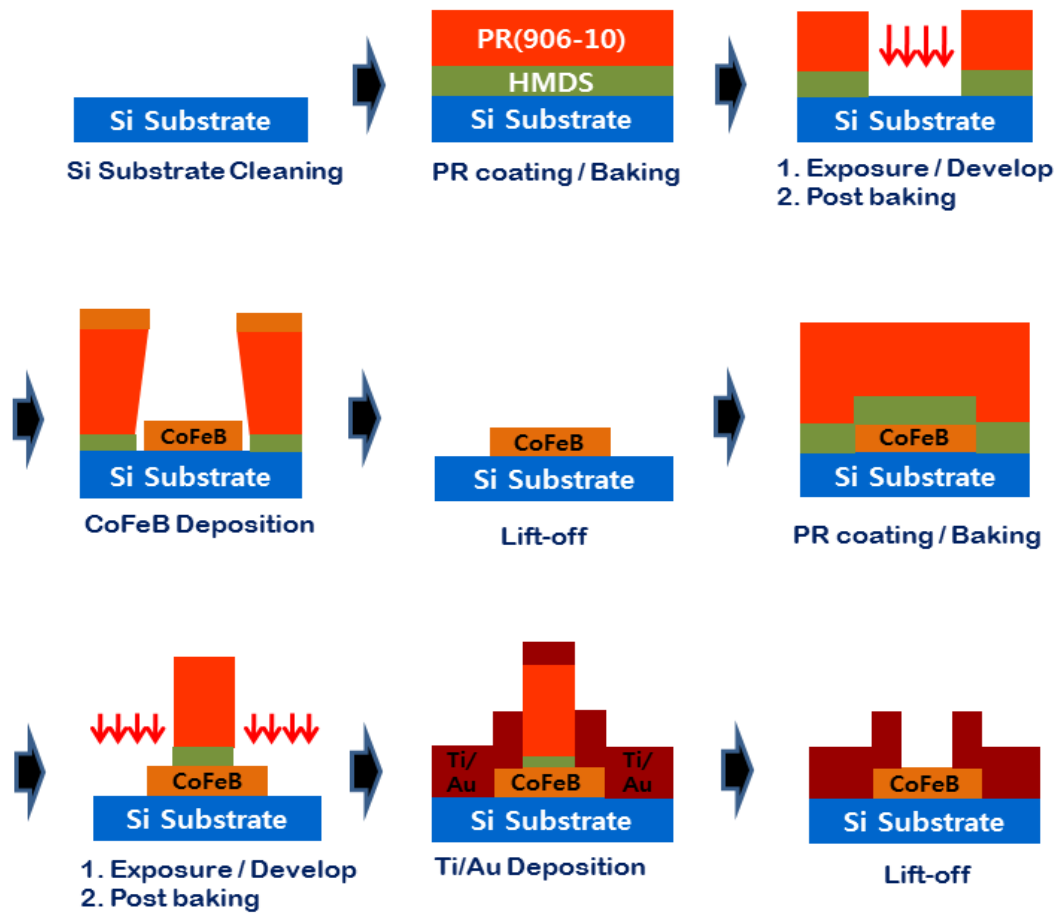 PR(906-10)
HMDS
Si Substrate
Si Substrate
Si Substrate
Si Substrate Cleaning
PR coating / Baking
1. Exposure / Develop
2. Post baking
CoFeB
Si Substrate
CoFeB Deposition
CoFeB
Si Substrate
Lift-off
CoFeB
Si Substrate
PR coating / Baking
CoFeB
Si Substrate
1. Exposure / Develop
2. Post baking
Ti/
Au
CoFeB
Ti/
Au
Si Substrate
Ti/Au Deposition
CoFeB
Si Substrate
Lift-off